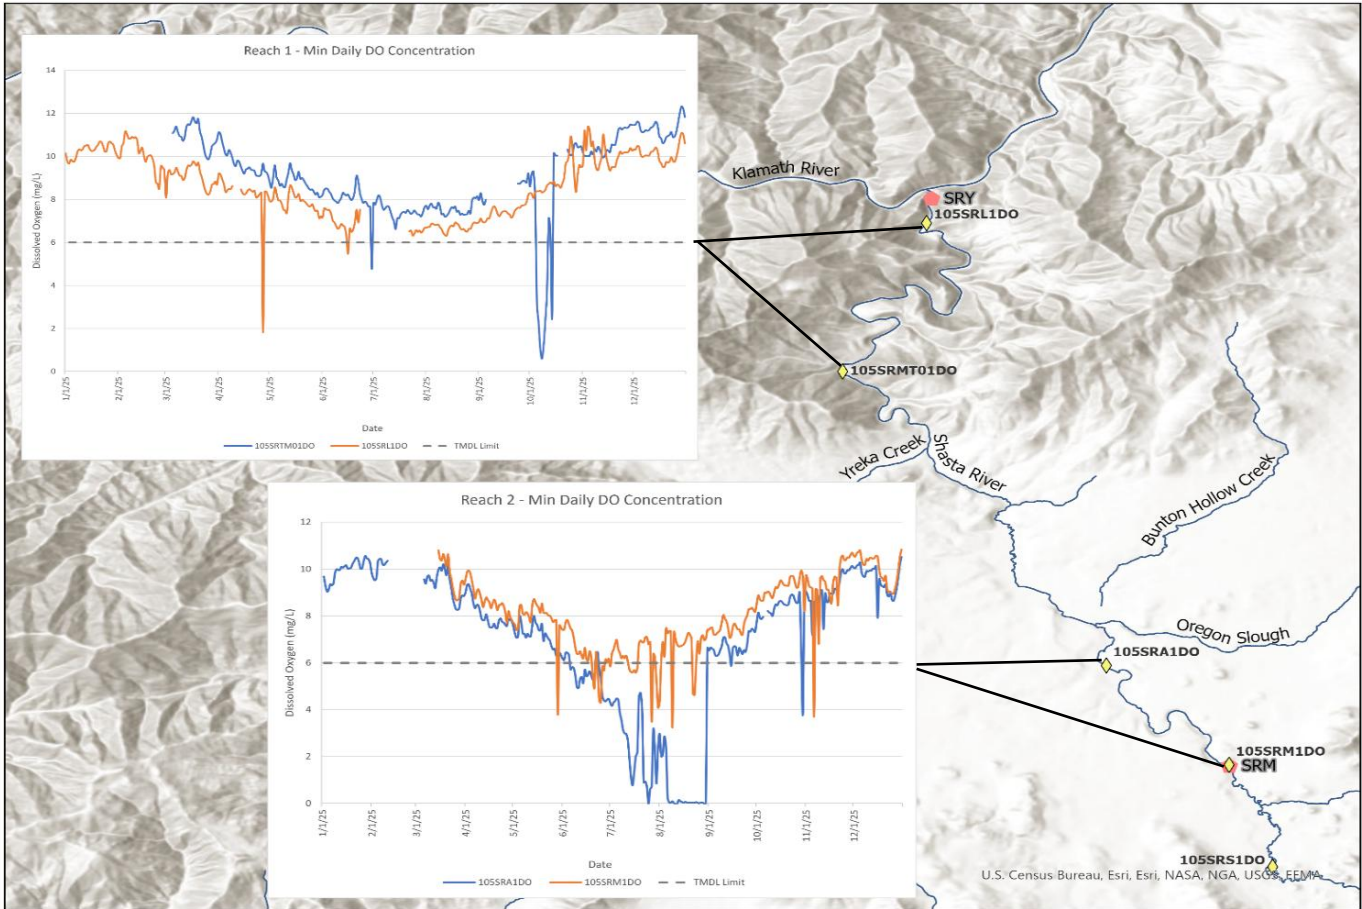 Reach 1 - Min Daily DO Concentration
14
12
10
8
6
4
2
0
Dissolved Oxygen (mg/L)
1/1/25
2/1/25
3/1/25
4/1/25
5/1/25
6/1/25
7/1/25
8/1/25
9/1/25
10/1/25
11/1/25
12/1/25
Date
105SRTM01DO 105SRL1DO TMDL Limit
Klamath River
SRY
105SRL1DO
105SRMT01DO
Yreka Creek
Shasta River
Bunton Hollow Creek
Oregon Slough
105SRA1DO
105SRM1DO
SRM
105SRS1DO
U.S. Census Bureau, Esri, Esri, NASA, NGA, USGS, FEMA
Reach 2 - Min Daily DO Concentration
12
10
8
6
4
2
0
Dissolved Oxygen (mg/L)
1/1/25
2/1/25
3/1/25
4/1/25
5/1/25
6/1/25
7/1/25
8/1/25
9/1/25
10/1/25
11/1/25
12/1/25
Date
105SRA1DO 105SRM1DO TMDL Limit